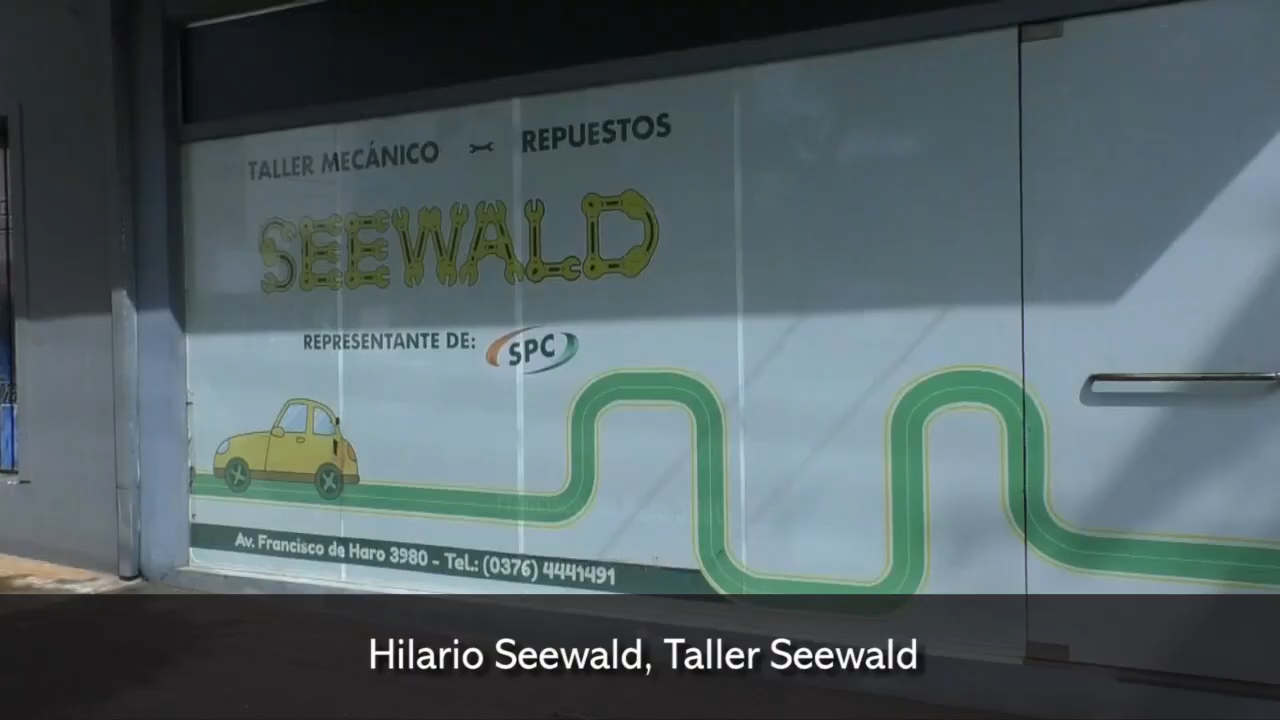 TALLER MECÁNICO REPUESTOS
SEEWALD
REPRESENTANTE DE: SPC
Av. Francisco de Haro 3980 - Tel.: (0376) 4441491
Hilario Seewald, Taller Seewald